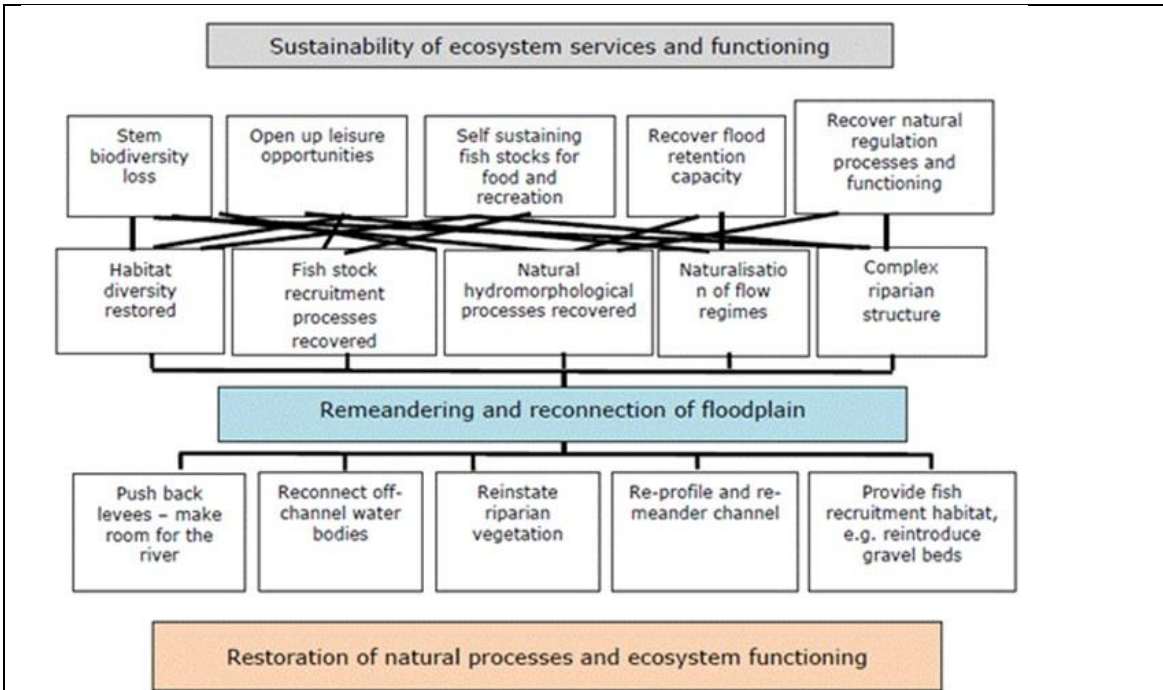 Sustainability of ecosystem services and functioning
Stem
biodiversity
loss
Open up leisure
opportunities
Self sustaining
fish stocks for
food and
recreation
Recover flood
retention
capacity
Recover natural
regulation
processes and
functioning
Habitat
diversity
restored
Fish stock
recruitment
processes
recovered
Natural
hydromorphological
processes recovered
Naturalisatio
n of flow
regimes
Complex
riparian
structure
Remeandering and reconnection of floodplain
Push back
levees – make
room for the
river
Reconnect off-
channel water
bodies
Reinstate
riparian
vegetation
Re-profile and re-
meander channel
Provide fish
recruitment habitat,
e.g. reintroduce
gravel beds
Restoration of natural processes and ecosystem functioning